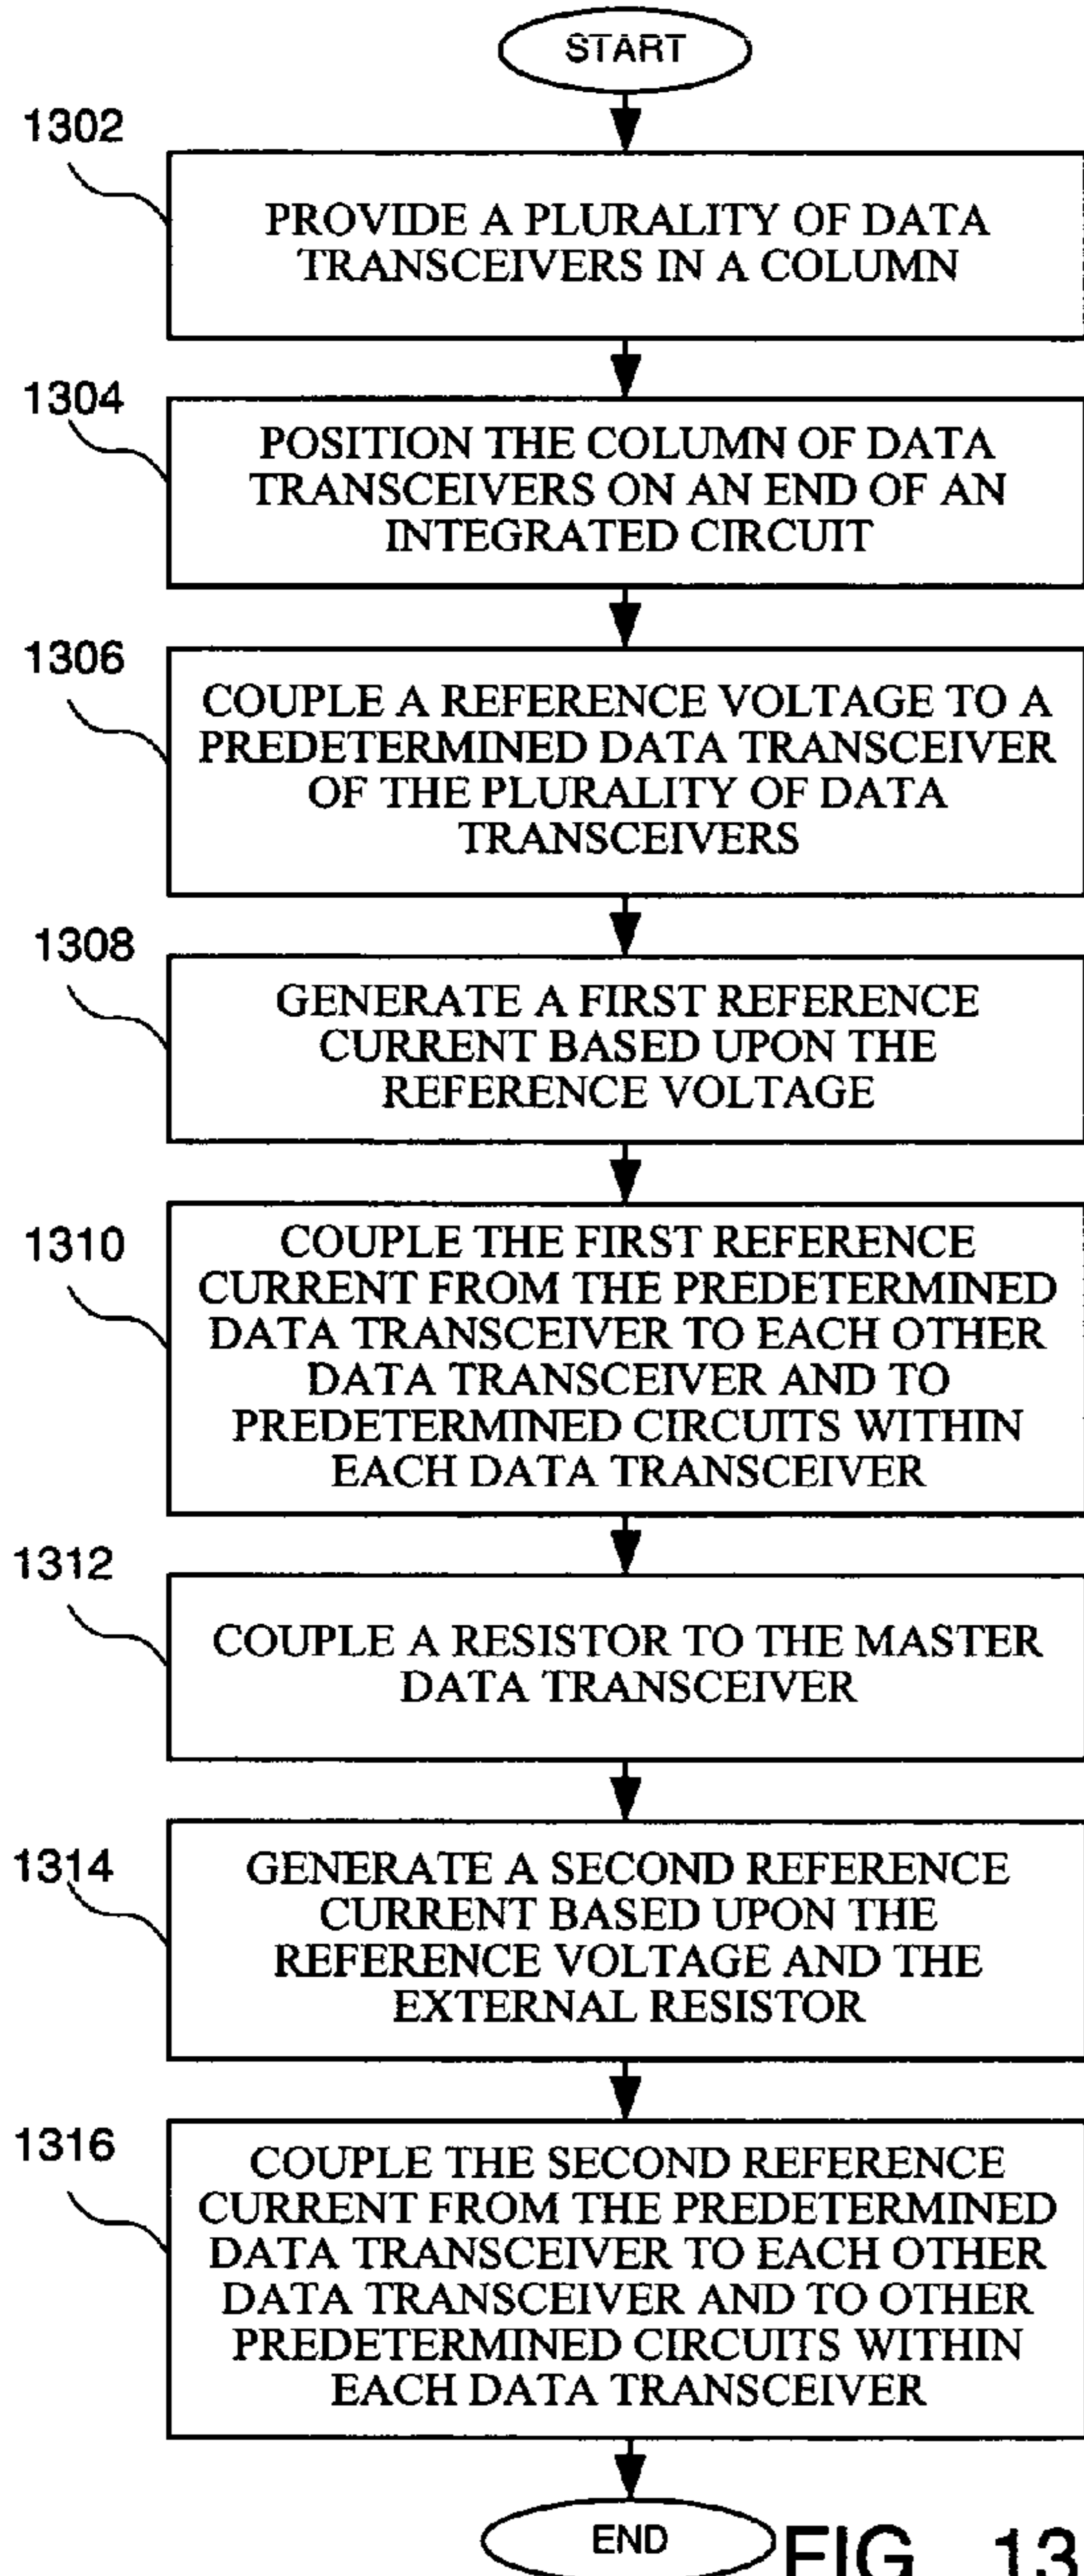 START
1302
PROVIDE A PLURALITY OF DATA
TRANSCEIVERS IN A COLUMN
1304
POSITION THE COLUMN OF DATA
TRANSCEIVERS ON AN END OF AN
INTEGRATED CIRCUIT
1306
COUPLE A REFERENCE VOLTAGE TO A
PREDETERMINED DATA TRANSCEIVER
OF THE PLURALITY OF DATA
TRANSCEIVERS
1308
GENERATE A FIRST REFERENCE
CURRENT BASED UPON THE
REFERENCE VOLTAGE
1310
COUPLE THE FIRST REFERENCE
CURRENT FROM THE PREDETERMINED
DATA TRANSCEIVER TO EACH OTHER
DATA TRANSCEIVER AND TO
PREDETERMINED CIRCUITS WITHIN
EACH DATA TRANSCEIVER
1312
COUPLE A RESISTOR TO THE MASTER
DATA TRANSCEIVER
1314
GENERATE A SECOND REFERENCE
CURRENT BASED UPON THE
REFERENCE VOLTAGE AND THE
EXTERNAL RESISTOR
1316
COUPLE THE SECOND REFERENCE
CURRENT FROM THE PREDETERMINED
DATA TRANSCEIVER TO EACH OTHER
DATA TRANSCEIVER AND TO OTHER
PREDETERMINED CIRCUITS WITHIN
EACH DATA TRANSCEIVER
END
FIG. 13